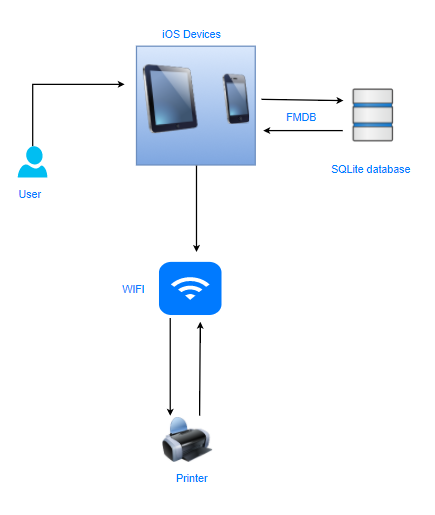 iOS Devices
FMDB
SQLite database
User
WIFI
Printer